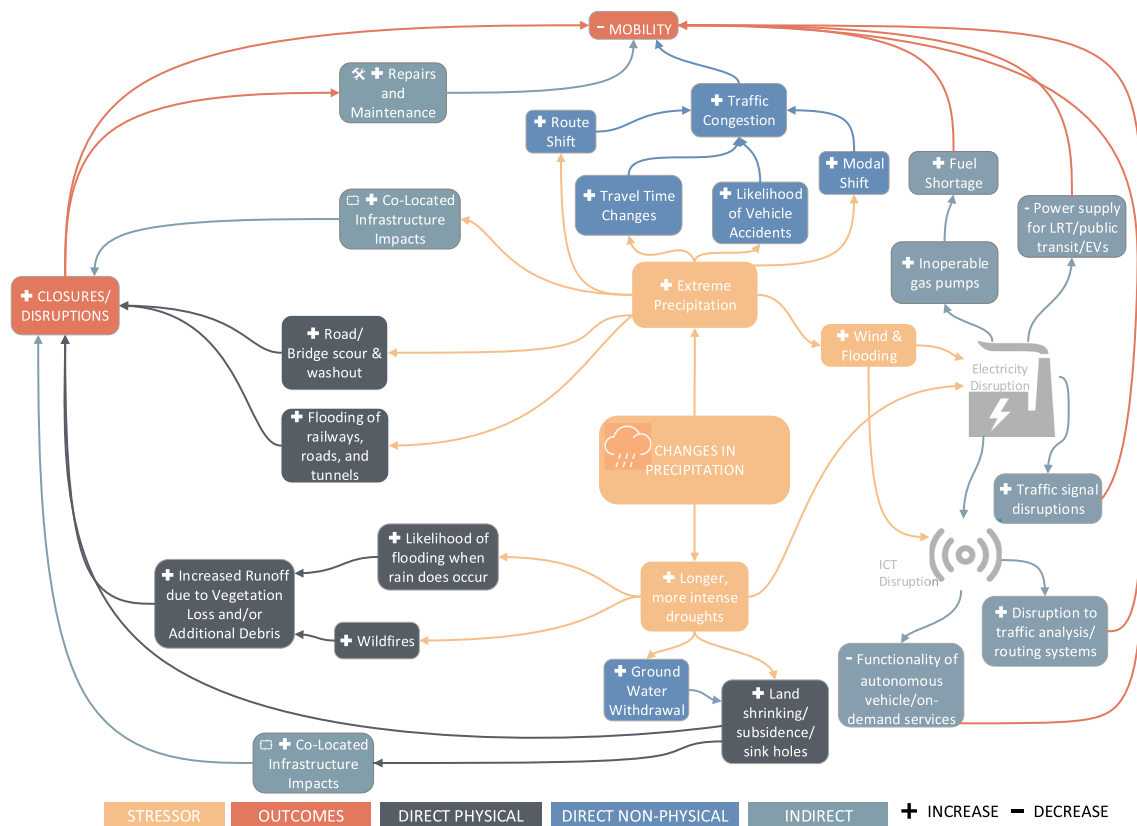 - MOBILITY
+ Repairs
and
Maintenance
+ Route
Shift
+ Traffic
Congestion
+ Travel Time
Changes
+ Likelihood
of Vehicle
Accidents
+ Modal
Shift
+ Fuel
Shortage
- Power supply
for LRT/public
transit/EVs
+ Inoperable
gas pumps
+ Co-Located
Infrastructure
Impacts
+ CLOSURES/
DISRUPTIONS
+ Extreme
Precipitation
+ Road/
Bridge scour &
washout
+ Wind &
Flooding
Electricity
Disruption
+ Flooding of
railways,
roads, and
tunnels
CHANGES IN
PRECIPITATION
+ Traffic signal
disruptions
+ Likelihood of
flooding when
rain does occur
+ Increased Runoff
due to Vegetation
Loss and/or
Additional Debris
+ Wildfires
+ Longer,
more intense
droughts
ICT
Disruption
+ Disruption to
traffic analysis/
routing systems
- Functionality of
autonomous
vehicle/on-
demand services
+ Ground
Water
Withdrawal
+ Land
shrinking/
subsidence/
sink holes
+ Co-Located
Infrastructure
Impacts
STRESSOR
OUTCOMES
DIRECT PHYSICAL
DIRECT NON-PHYSICAL
INDIRECT
+ INCREASE
- DECREASE